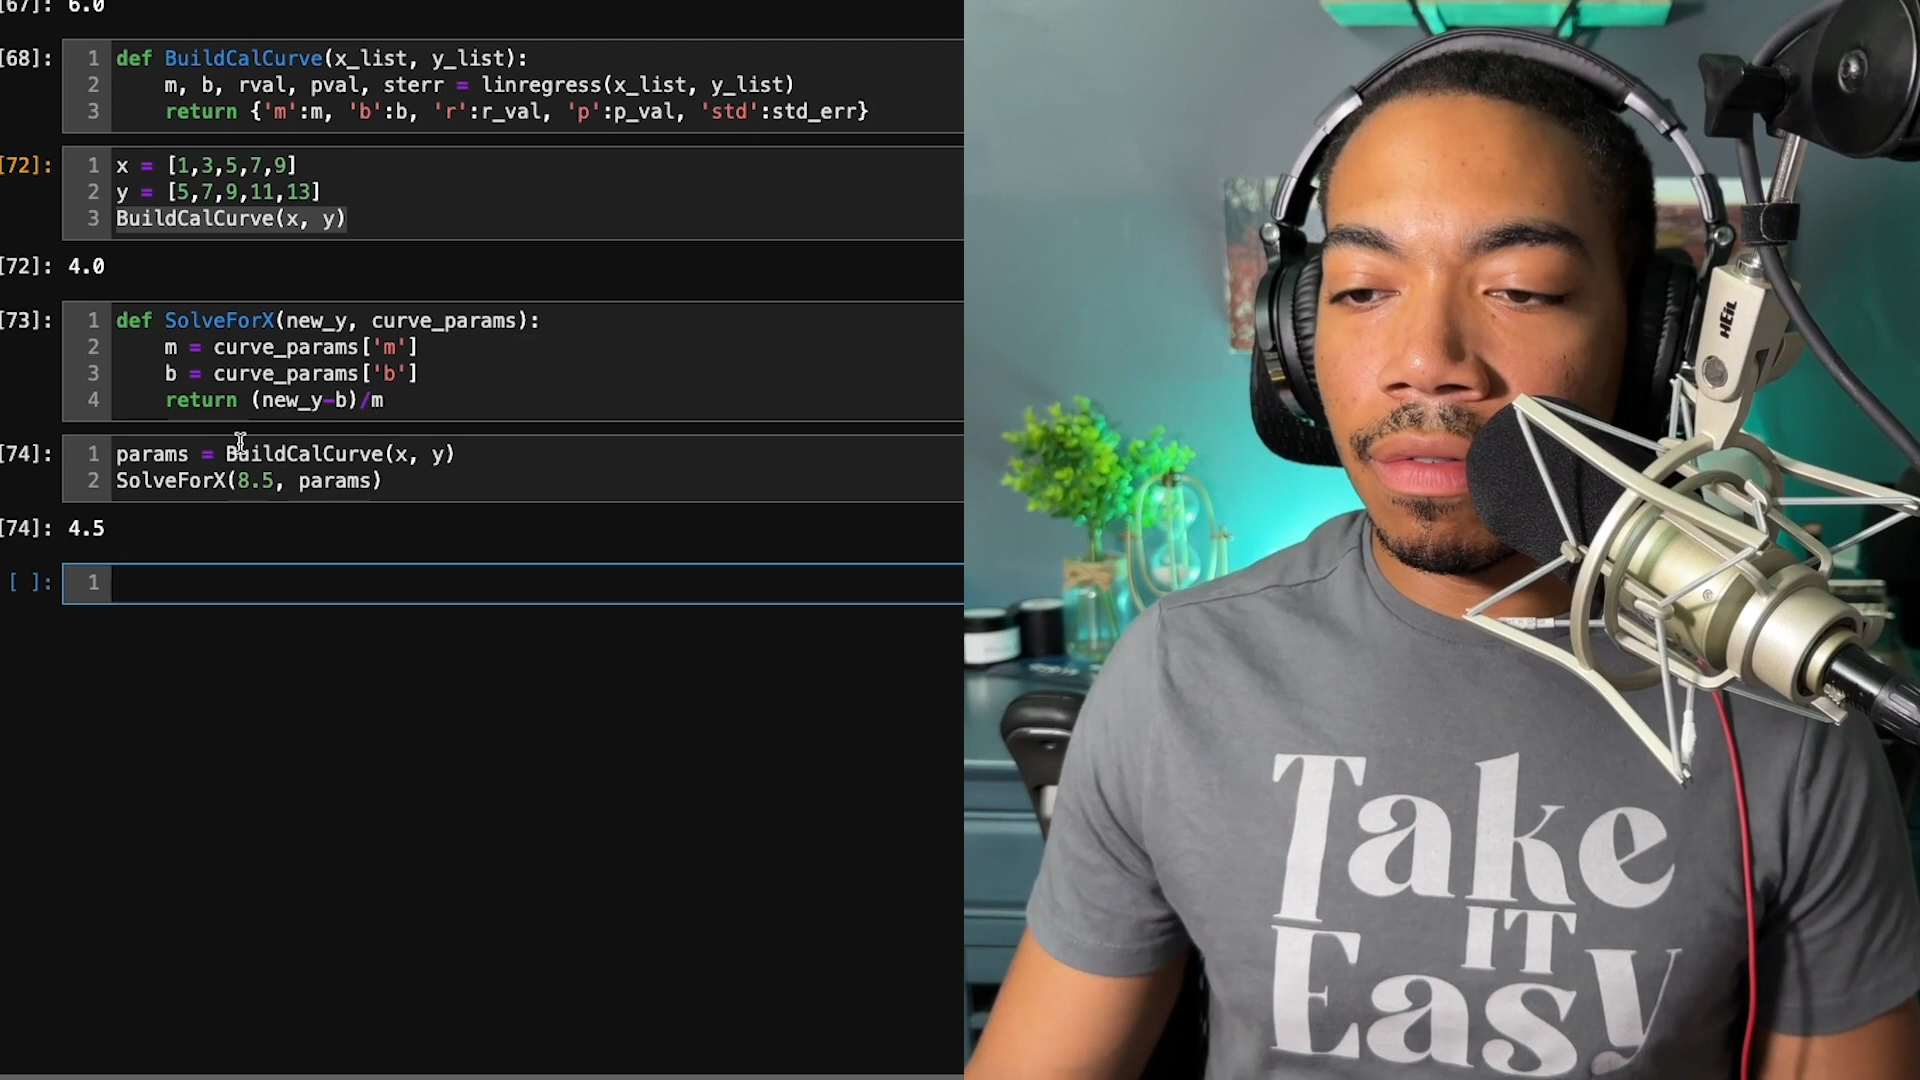 [67]: 6.0
[68]: 1 def BuildCalCurve(x_list, y_list):
2 m, b, rval, pval, sterr = linregress(x_list, y_list)
3 return {'m':m, 'b':b, 'r':r_val, 'p':p_val, 'std':std_err}
[72]: 1 x = [1,3,5,7,9]
2 y = [5,7,9,11,13]
3 BuildCalCurve(x, y)
[72]: 4.0
[73]: 1 def SolveForX(new_y, curve_params):
2 m = curve_params['m']
3 b = curve_params['b']
4 return (new_y-b)/m
[74]: 1 params = BuildCalCurve(x, y)
2 SolveForX(8.5, params)
[74]: 4.5
[ ]: 1
HEiL
Take
IT
Easy